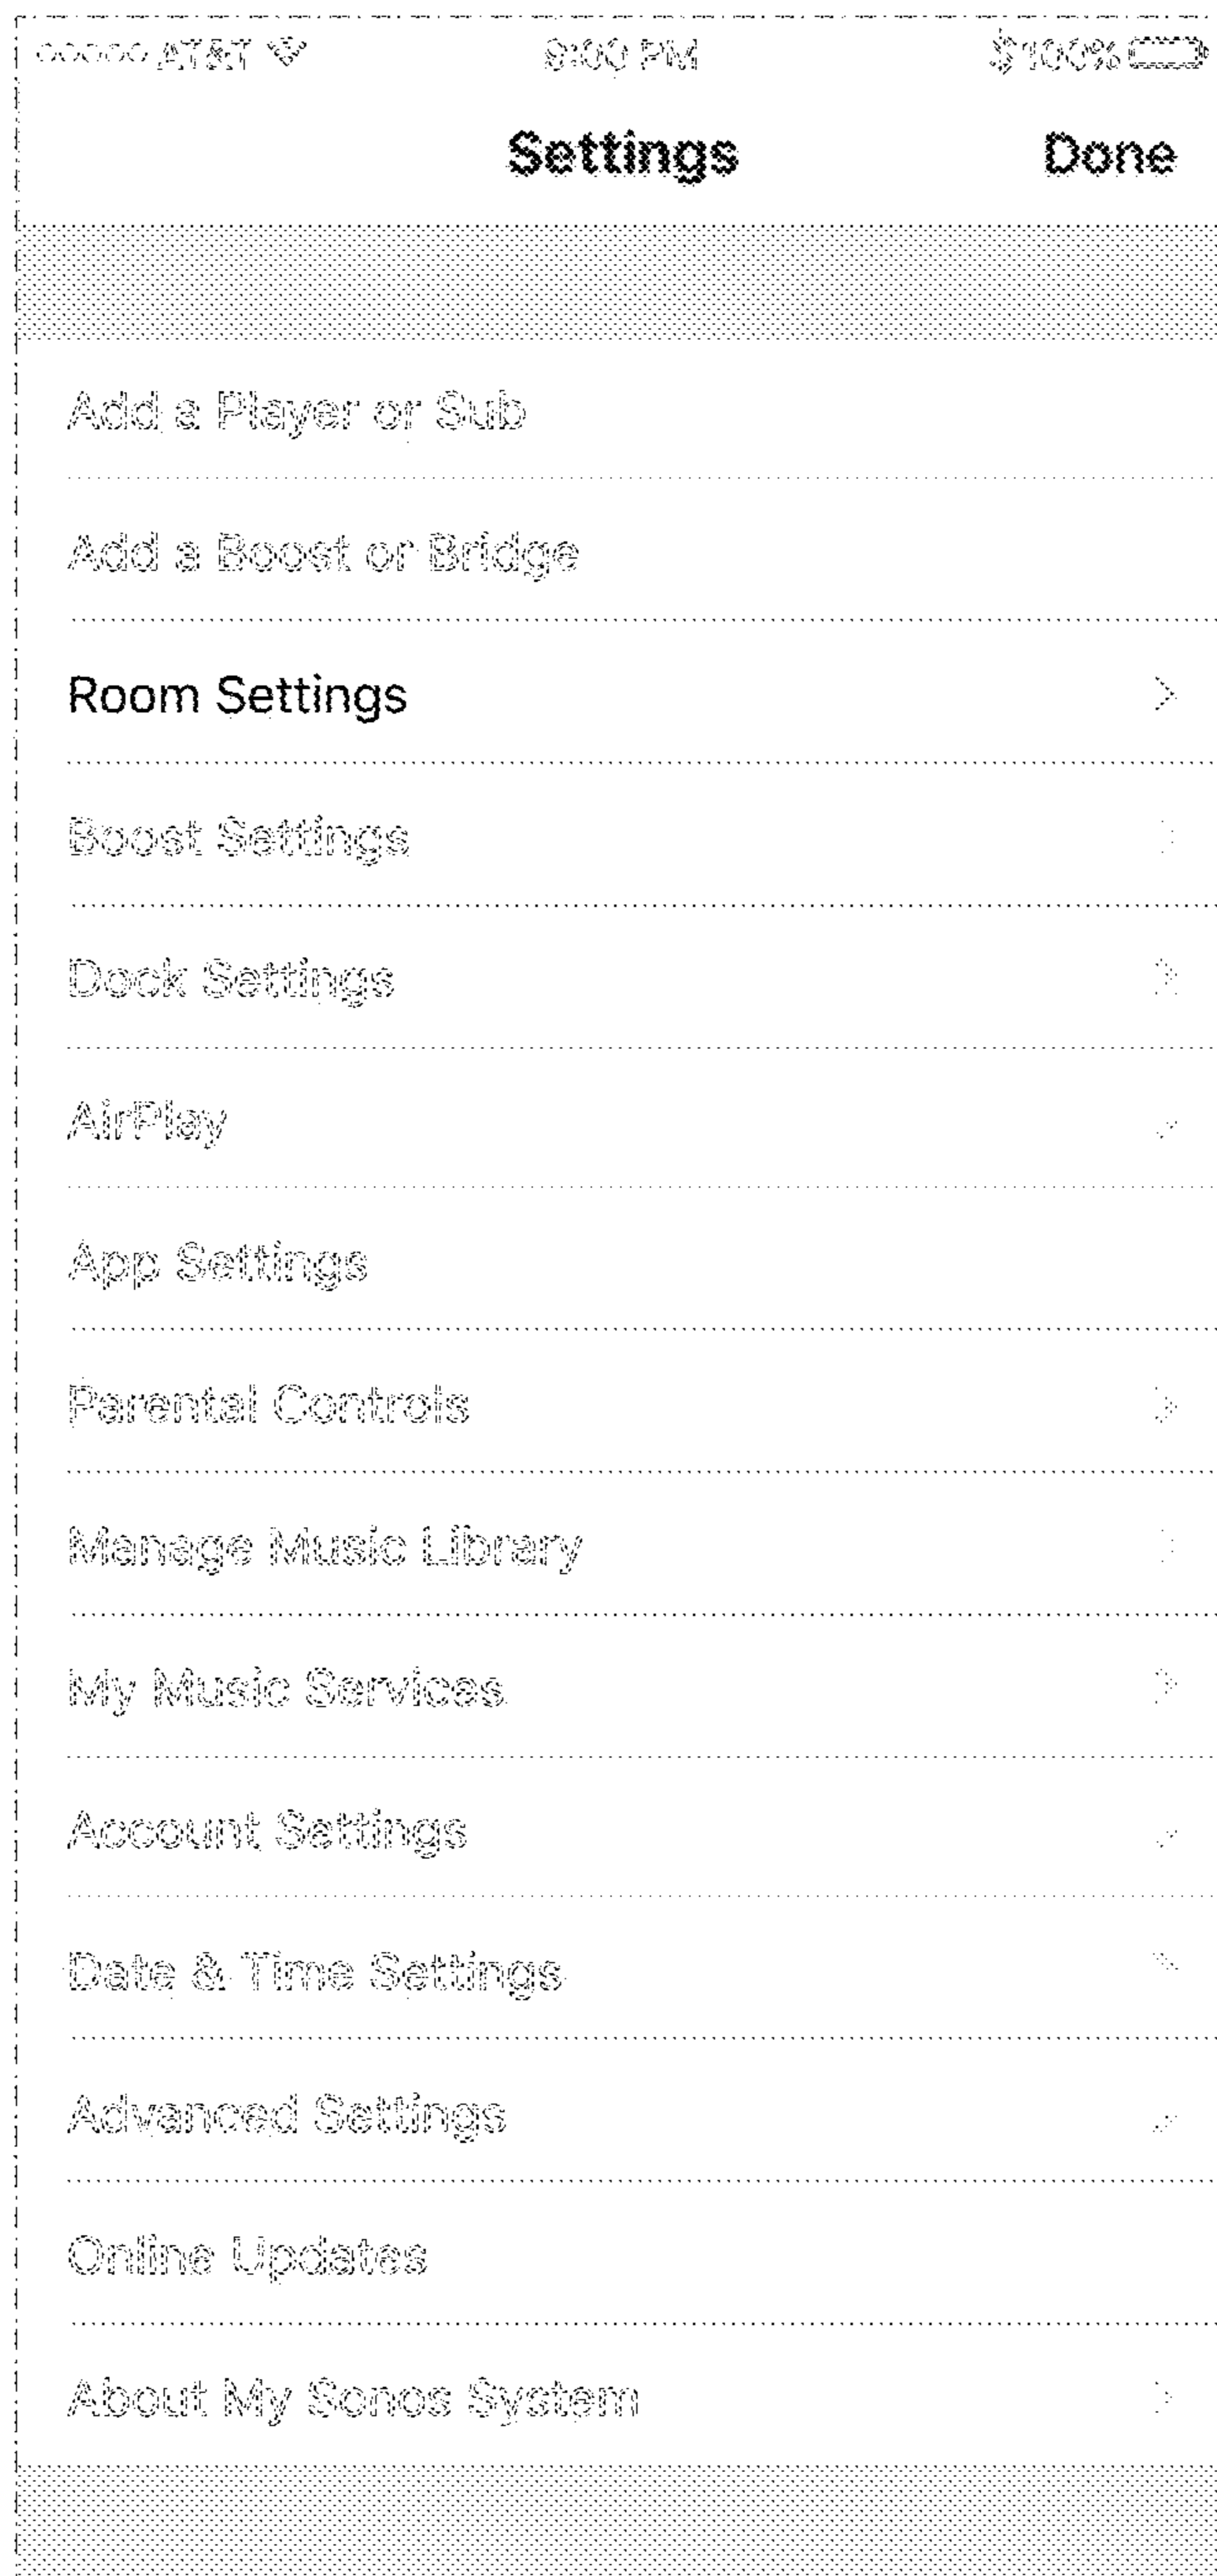 AT&T 9:00 PM 100%
Settings Done
Add a Player or Sub
Add a Boost or Bridge
Room Settings
Boost Settings
Dock Settings
AirPlay
App Settings
Parental Controls
Manage Music Library
My Music Services
Account Settings
Date & Time Settings
Advanced Settings
Online Updates
About My Sonos System